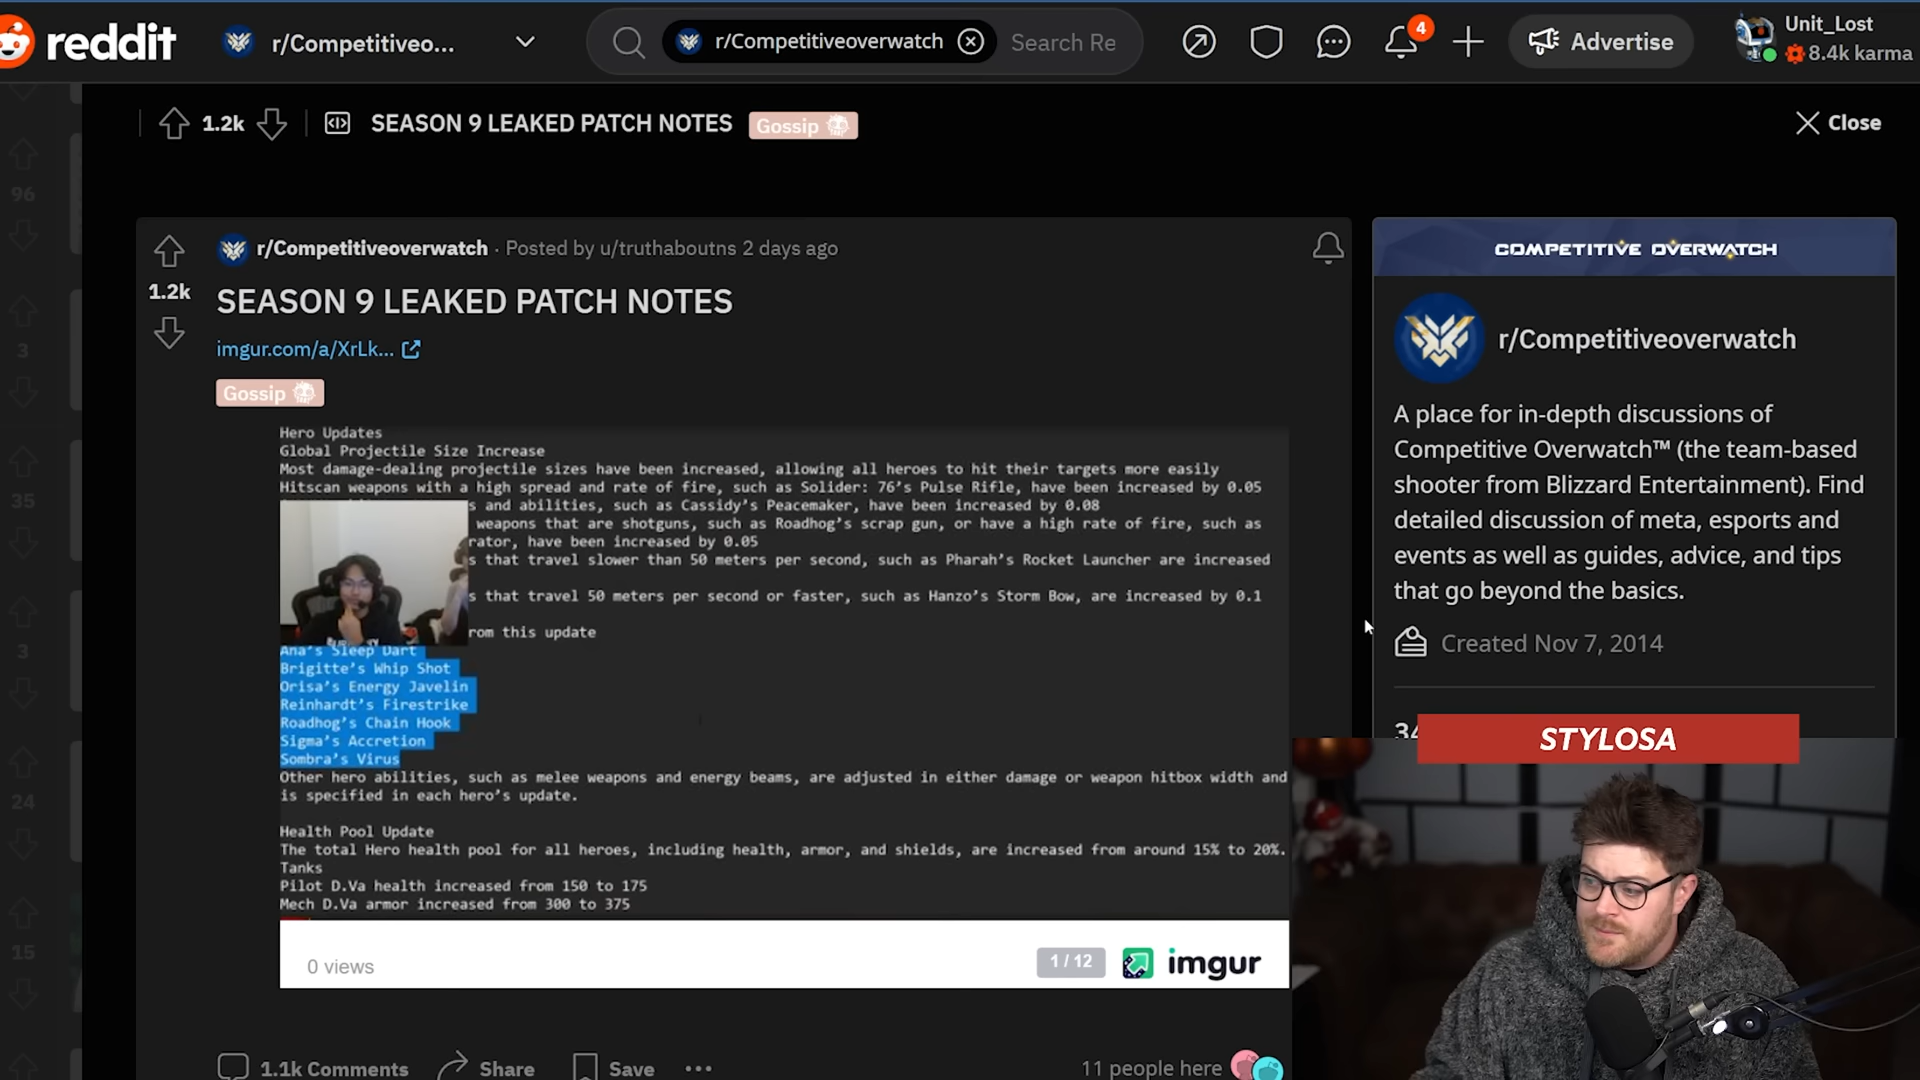 reddit
r/Competitiveo...
r/Competitiveoverwatch
Search Re
4
Advertise
Unit_Lost
8.4k karma
1.2k
SEASON 9 LEAKED PATCH NOTES
Gossip
Close
96
3
35
3
24
15
r/Competitiveoverwatch · Posted by u/truthaboutns 2 days ago
1.2k
SEASON 9 LEAKED PATCH NOTES
imgur.com/a/XrLk...
Gossip
Hero Updates
Global Projectile Size Increase
Most damage-dealing projectile sizes have been increased, allowing all heroes to hit their targets more easily
Hitscan weapons with a high spread and rate of fire, such as Solider: 76's Pulse Rifle, have been increased by 0.05
s and abilities, such as Cassidy's Peacemaker, have been increased by 0.08
weapons that are shotguns, such as Roadhog's scrap gun, or have a high rate of fire, such as
rator, have been increased by 0.05
s that travel slower than 50 meters per second, such as Pharah's Rocket Launcher are increased
s that travel 50 meters per second or faster, such as Hanzo's Storm Bow, are increased by 0.1
rom this update
Ana's Sleep Dart
Brigitte's Whip Shot
Orisa's Energy Javelin
Reinhardt's Firestrike
Roadhog's Chain Hook
Sigma's Accretion
Sombra's Virus
Other hero abilities, such as melee weapons and energy beams, are adjusted in either damage or weapon hitbox width and
is specified in each hero's update.
Health Pool Update
The total Hero health pool for all heroes, including health, armor, and shields, are increased from around 15% to 20%.
Tanks
Pilot D.Va health increased from 150 to 175
Mech D.Va armor increased from 300 to 375
0 views
1 / 12
imgur
1.1k Comments
Share
Save
11 people here
COMPETITIVE OVERWATCH
r/Competitiveoverwatch
A place for in-depth discussions of
Competitive Overwatch™ (the team-based
shooter from Blizzard Entertainment). Find
detailed discussion of meta, esports and
events as well as guides, advice, and tips
that go beyond the basics.
Created Nov 7, 2014
STYLOSA